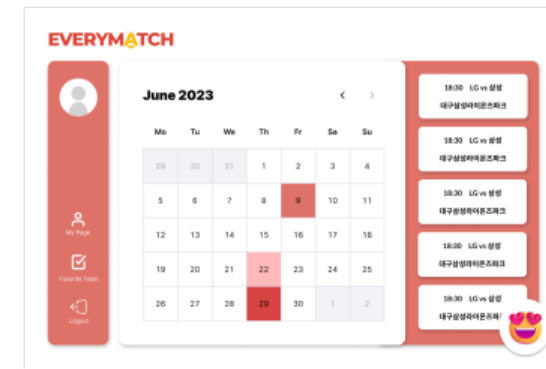 EVERYMATCH
June 2023
Mo Tu We Th Fr Sa Su
29 30 31 1 2 3 4
5 6 7 8 9 10 11
12 13 14 15 16 17 18
19 20 21 22 23 24 25
26 27 28 29 30 1 2
My Page
Favorite Team
Logout
18:30 LG vs 삼성
대구삼성라이온즈파크
18:30 LG vs 삼성
대구삼성라이온즈파크
18:30 LG vs 삼성
대구삼성라이온즈파크
18:30 LG vs 삼성
대구삼성라이온즈파크
18:30 LG vs 삼성
대구삼성라이온즈파